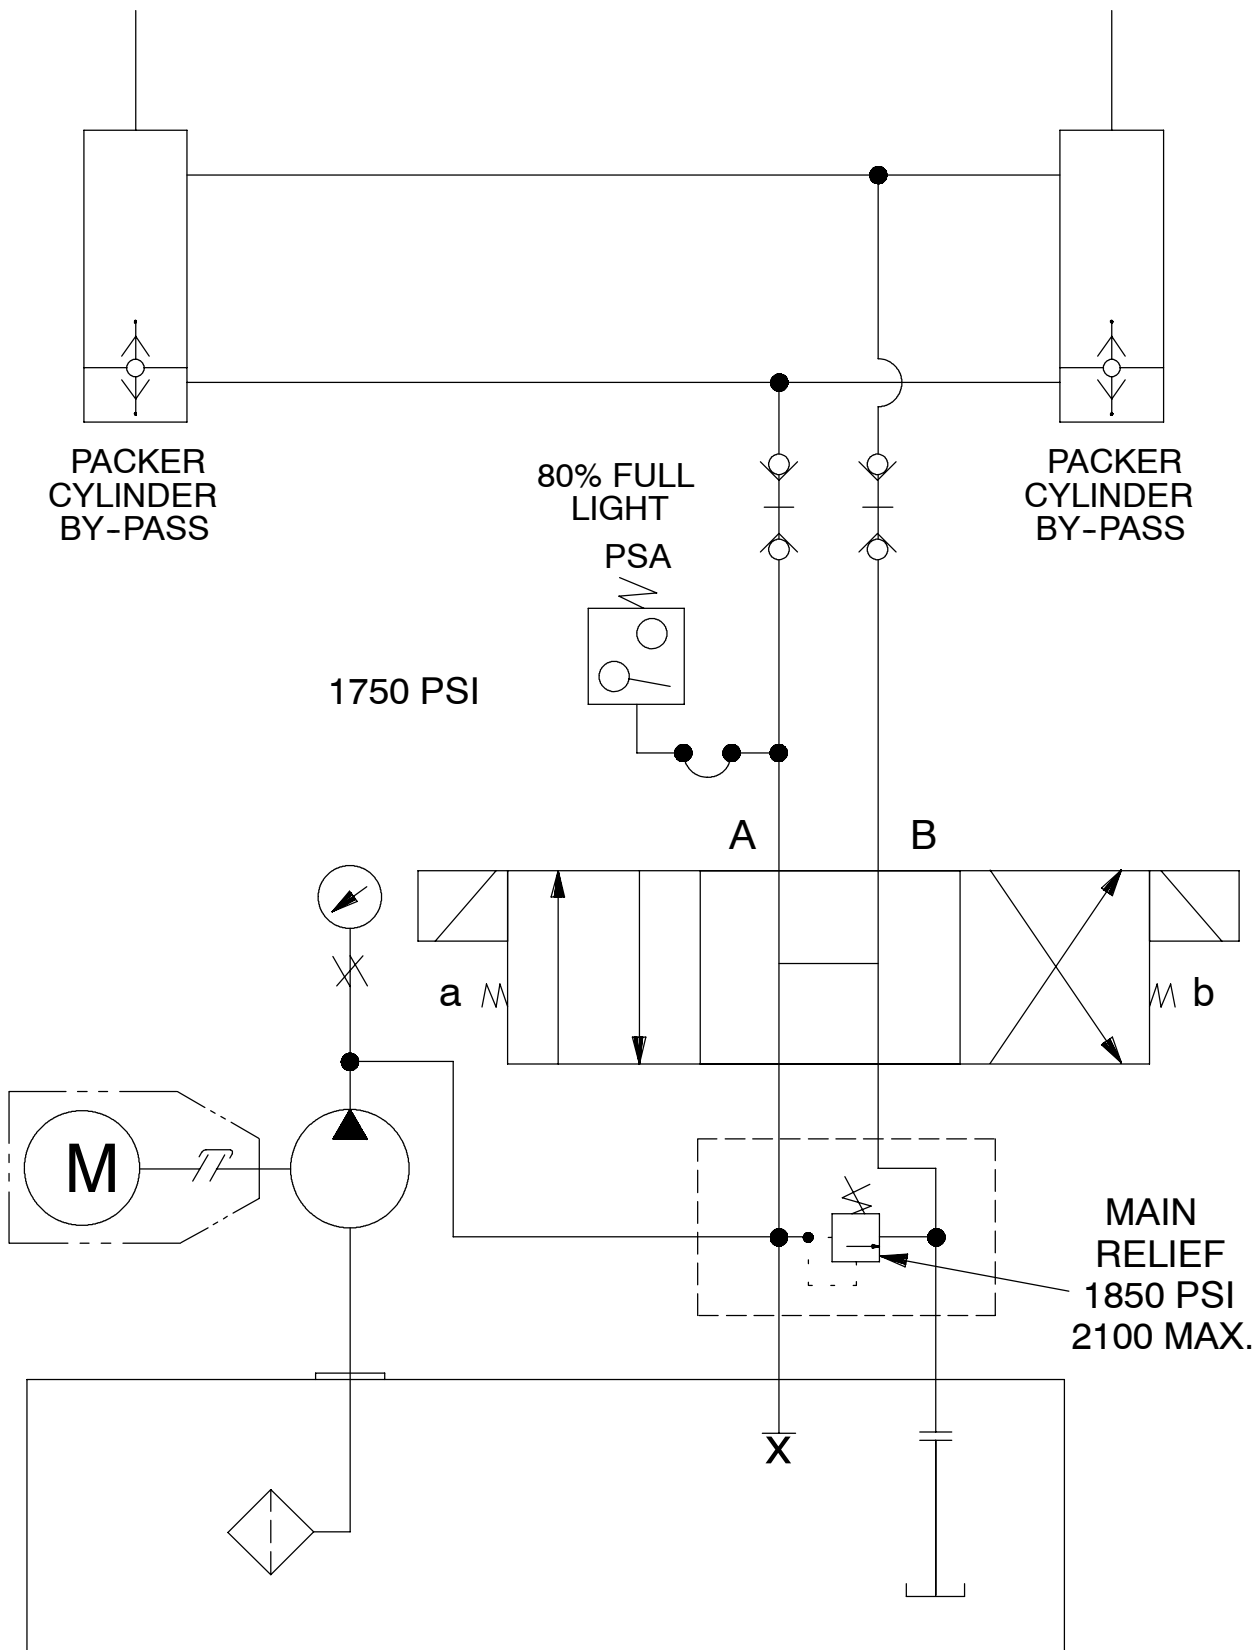 PACKER
CYLINDER
BY-PASS
80% FULL
LIGHT
PSA
PACKER
CYLINDER
BY-PASS
1750 PSI
A
B
a
b
M
MAIN
RELIEF
1850 PSI
2100 MAX.
X